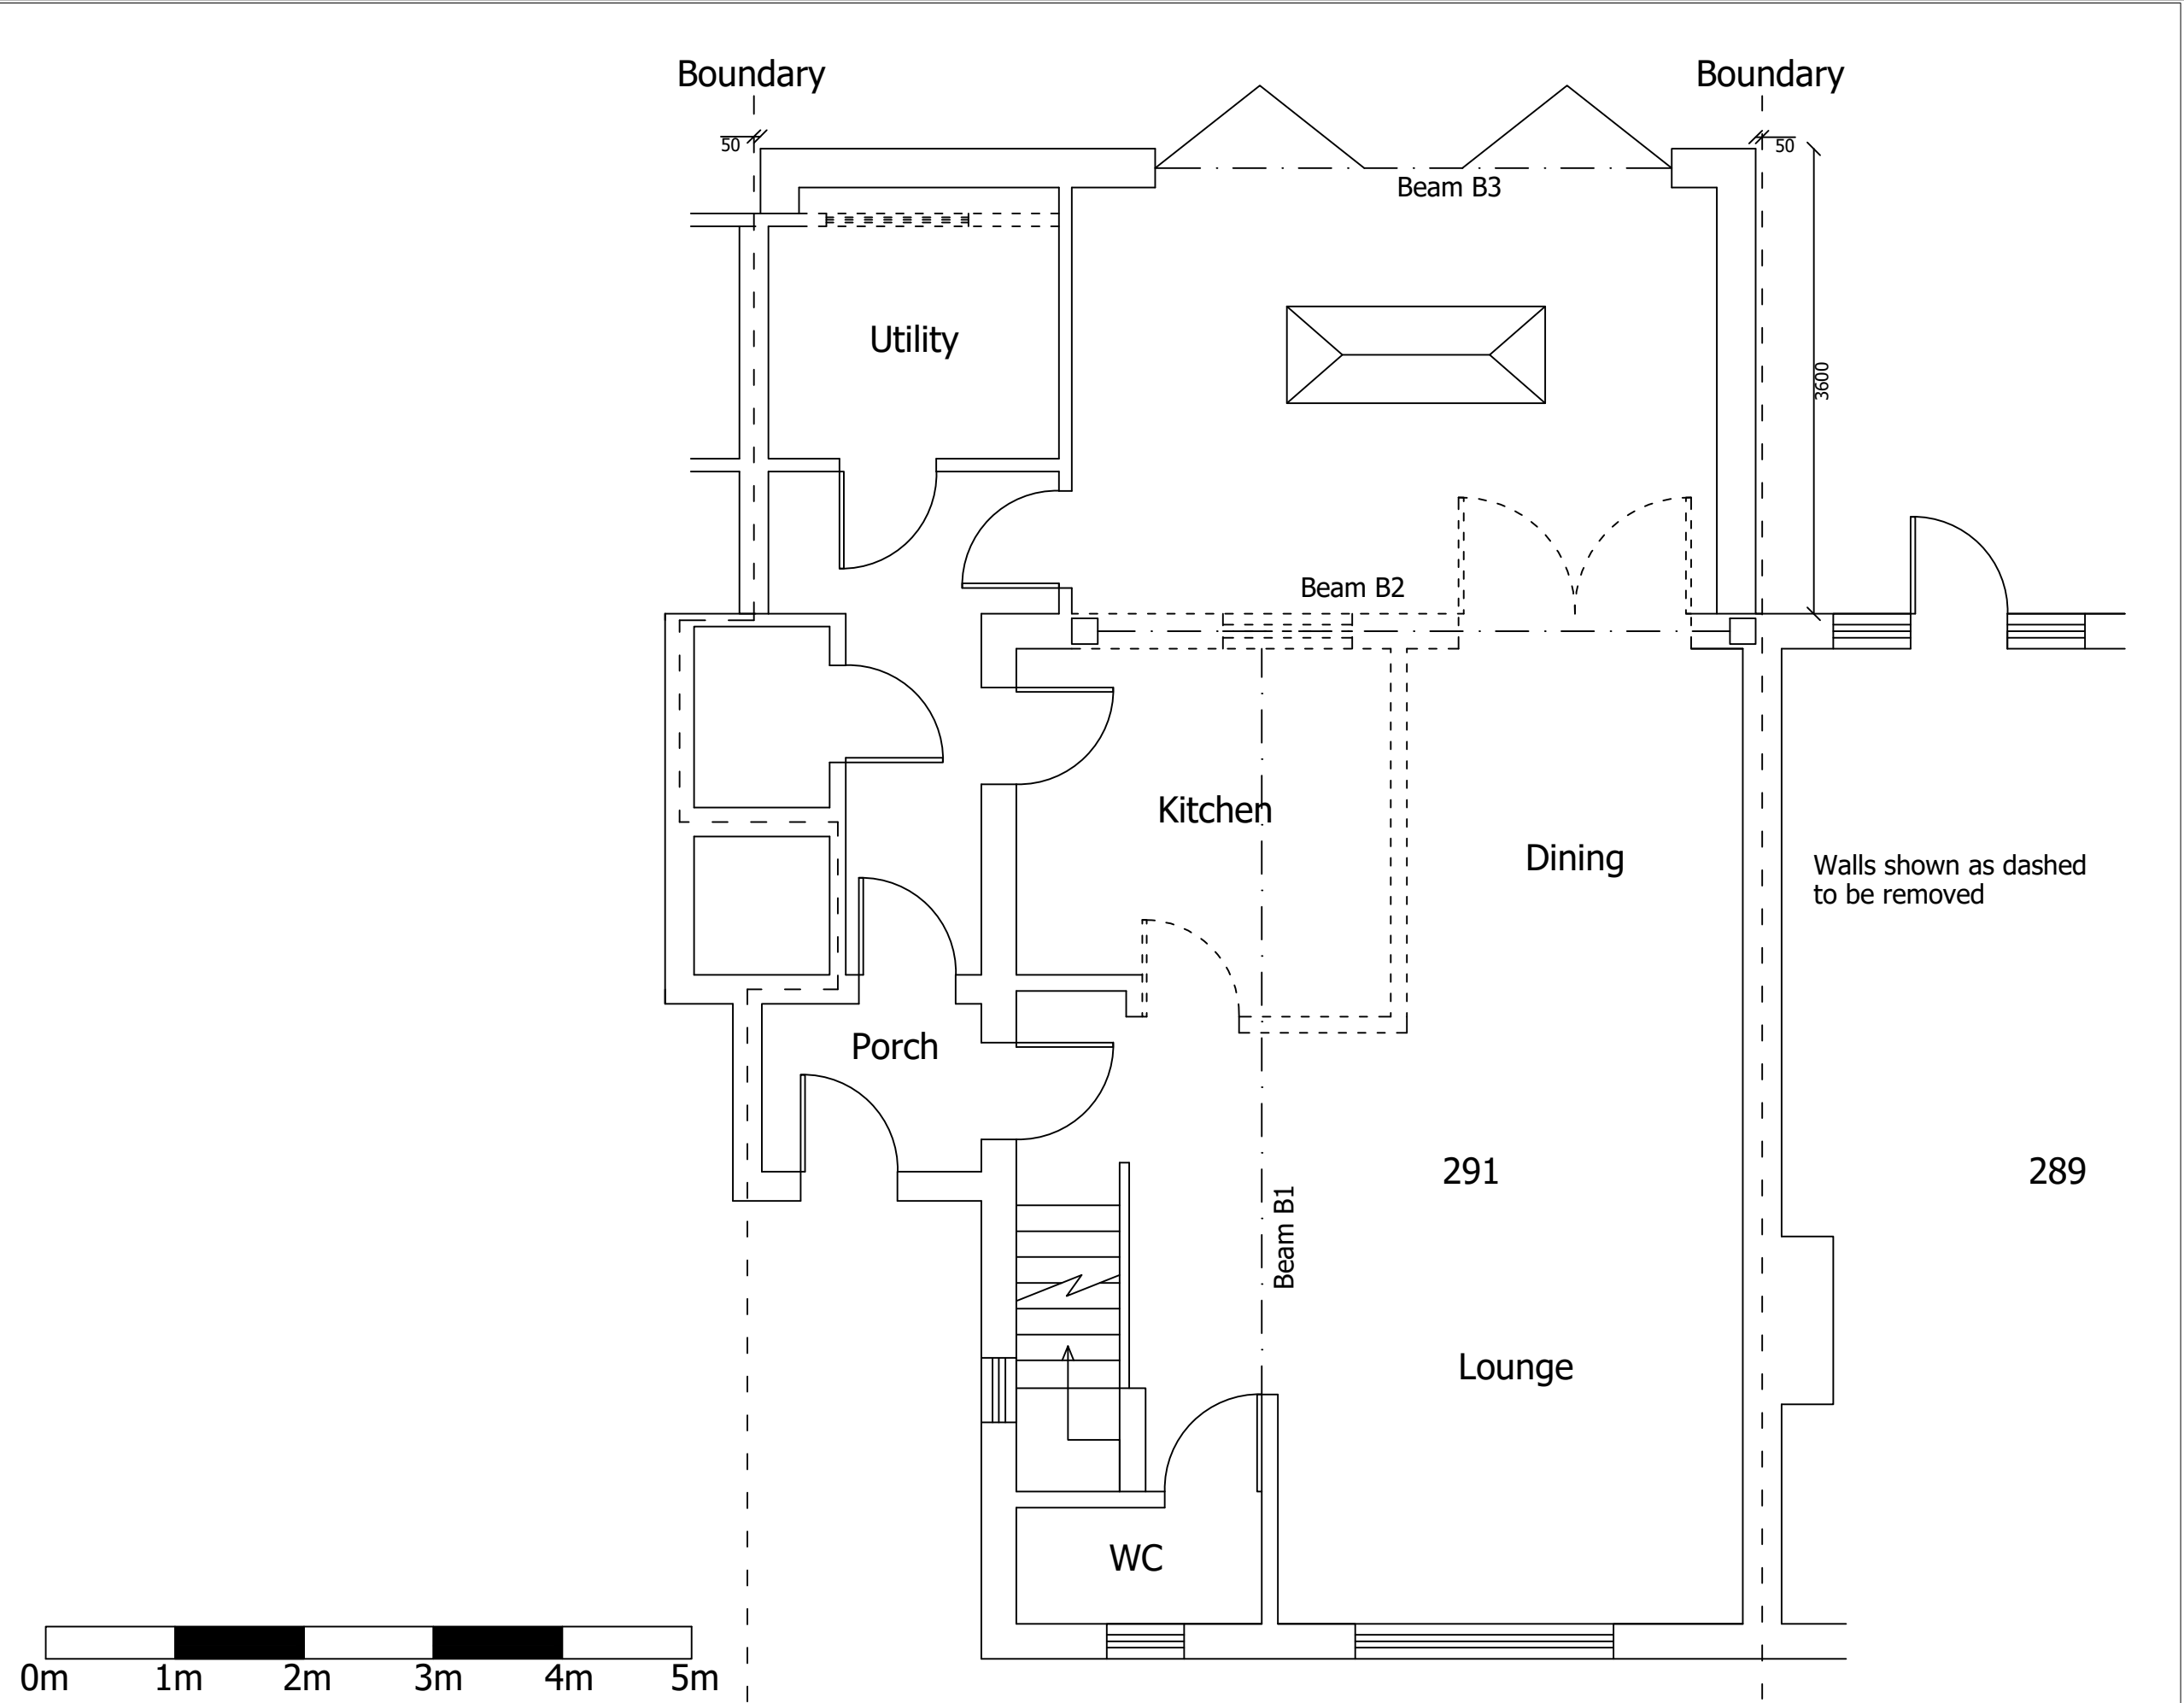 Boundary
Boundary
50
50
Beam B3
Utility
3600
Beam B2
Kitchen
Dining
Walls shown as dashed
to be removed
Porch
291
289
Beam B1
Lounge
WC
0m 1m 2m 3m 4m 5m